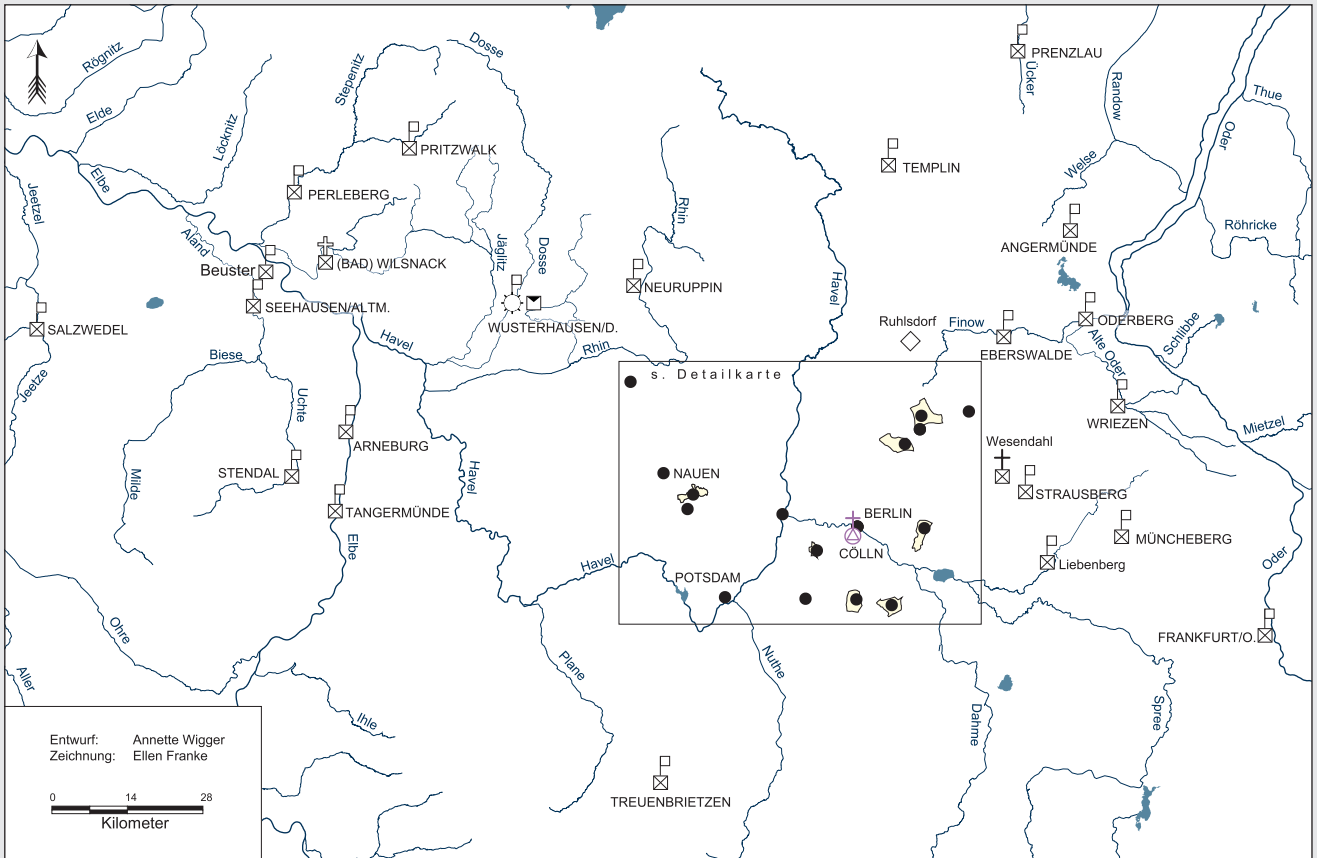 Dosse
Rögnitz
Stepenitz
PRENZLAU
Ücker
Randow
Thue
Elde
Löcknitz
Oder
PRITZWALK
TEMPLIN
Welse
Elbe
Jeetzel
PERLEBERG
Rhin
Röhricke
Aland
ANGERMÜNDE
Jäglitz
Dosse
Beuster
(BAD) WILSNACK
NEURUPPIN
Havel
SEEHAUSEN/ALTM.
SALZWEDEL
WUSTERHAUSEN/D.
Ruhlsdorf
Finow
ODERBERG
Schlibbe
Havel
Rhin
Biese
EBERSWALDE
Alte Oder
s. Detailkarte
Jeetze
Uchte
WRIEZEN
Mietzel
ARNEBURG
Wesendahl
STENDAL
Milde
Havel
NAUEN
STRAUSBERG
TANGERMÜNDE
BERLIN
MÜNCHEBERG
Elbe
CÖLLN
Havel
Liebenberg
Oder
POTSDAM
Ohre
FRANKFURT/O.
Aller
Plane
Nuthe
Dahme
Spree
Ihle
Entwurf: Annette Wigger
Zeichnung: Ellen Franke
0 14 28
Kilometer
TREUENBRIETZEN